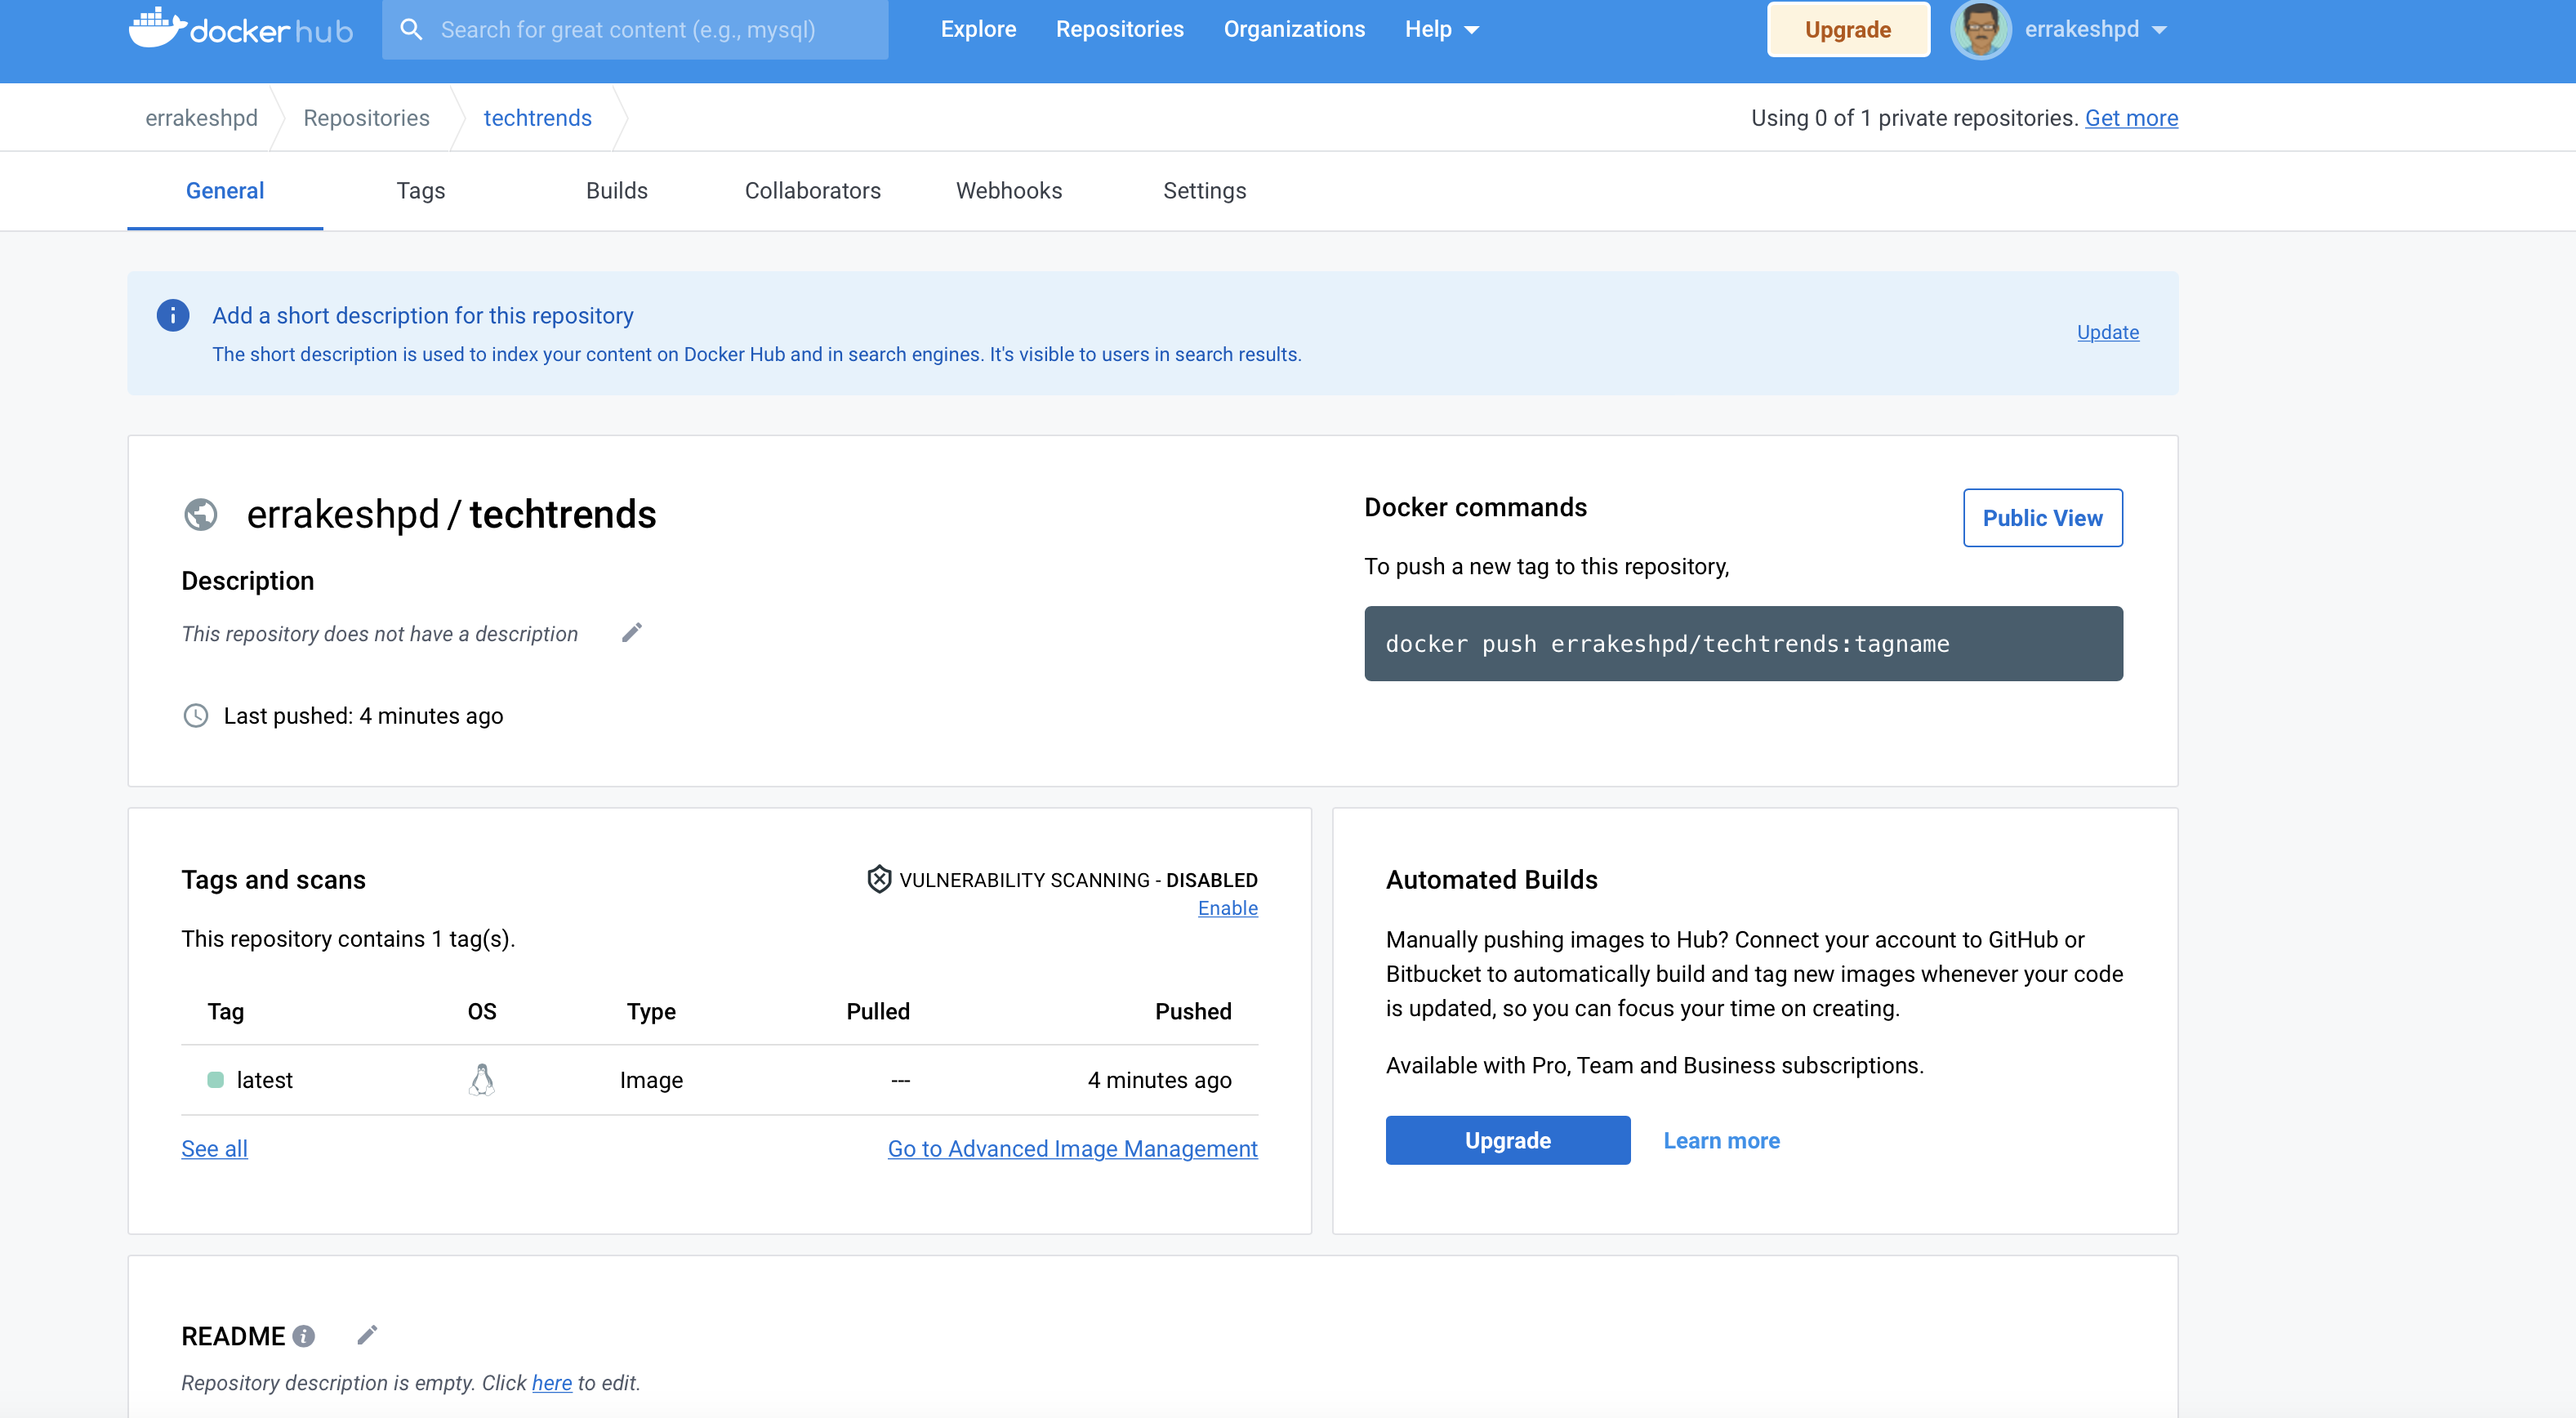 docker hub
Search for great content (e.g., mysql)
Explore
Repositories
Organizations
Help
Upgrade
errakeshpd
errakeshpd
Repositories
techtrends
Using 0 of 1 private repositories. Get more
General
Tags
Builds
Collaborators
Webhooks
Settings
Add a short description for this repository
The short description is used to index your content on Docker Hub and in search engines. It's visible to users in search results.
Update
errakeshpd / techtrends
Description
This repository does not have a description
Last pushed: 4 minutes ago
Docker commands
Public View
To push a new tag to this repository,
docker push errakeshpd/techtrends:tagname
Tags and scans
VULNERABILITY SCANNING - DISABLED
Enable
This repository contains 1 tag(s).
Tag OS Type Pulled Pushed
latest Image --- 4 minutes ago
See all
Go to Advanced Image Management
Automated Builds
Manually pushing images to Hub? Connect your account to GitHub or
Bitbucket to automatically build and tag new images whenever your code
is updated, so you can focus your time on creating.
Available with Pro, Team and Business subscriptions.
Upgrade
Learn more
README
Repository description is empty. Click here to edit.